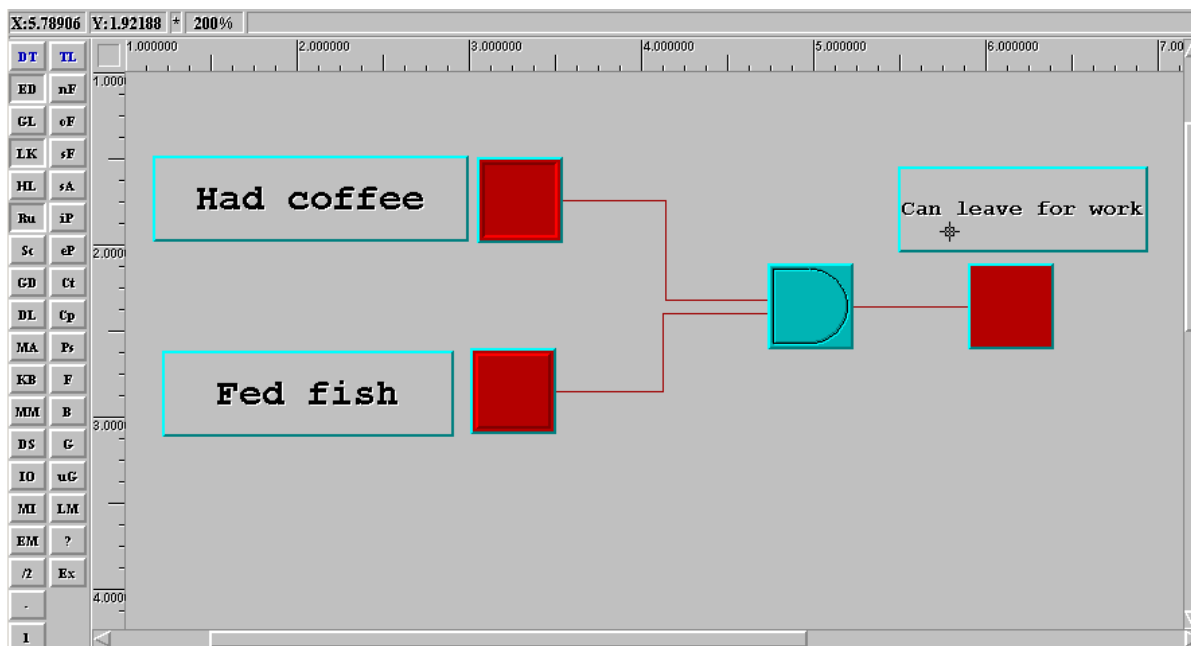 X:5.78906 Y:1.92188 * 200%
1.000000 2.000000 3.000000 4.000000 5.000000 6.000000 7.00
DT TL
1.000
ED nF
GL oF
LK sF
HL sA
Had coffee
Can leave for work
Ru iP
Sc eP
2.000
GD Ct
DL Cp
MA Ps
KB F
Fed fish
MM B
3.000
DS G
IO uG
MI LM
EM ?
/2 Ex
4.000
.
1